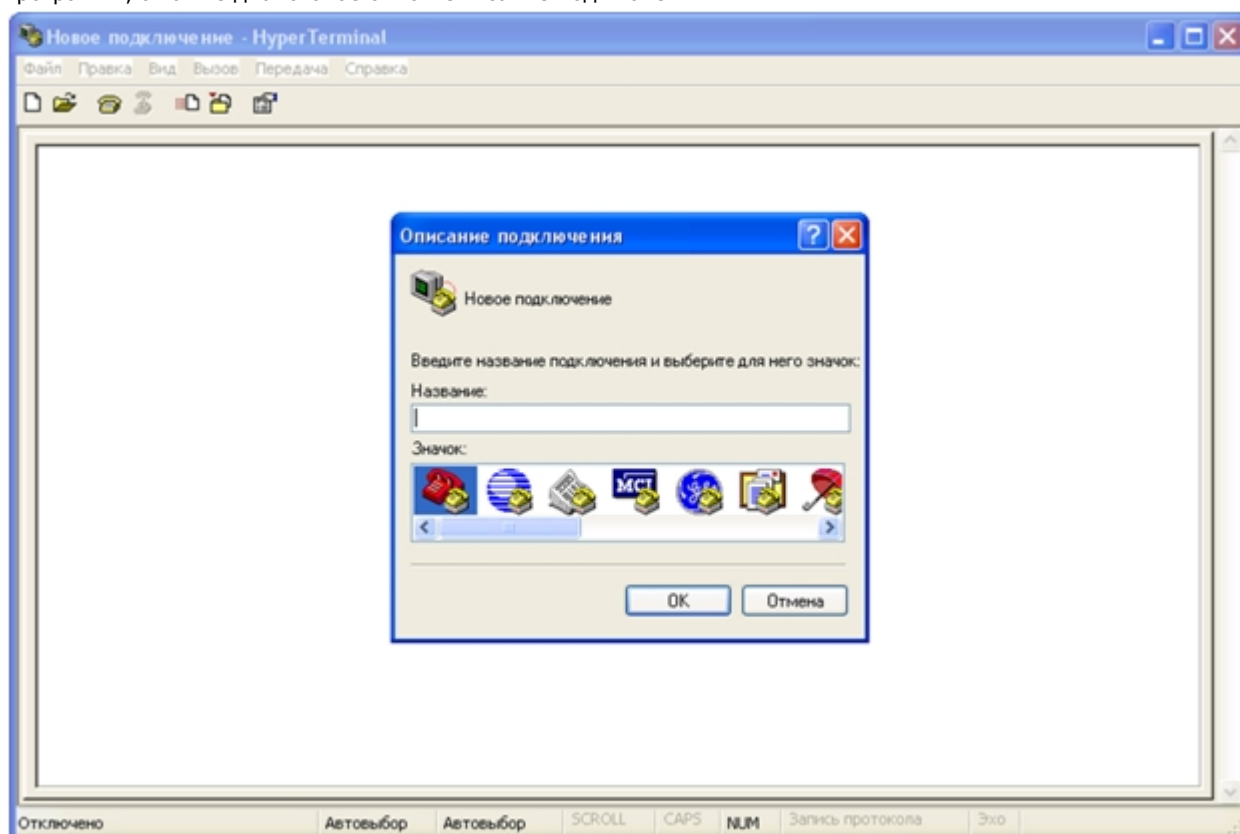 Новое подключение - HyperTerminal
Файл Правка Вид Вызов Передача Справка
Описание подключения
Новое подключение
Введите название подключения и выберите для него значок:
Название:
Значок:
MCI
OK Отмена
Отключено Автовыбор Автовыбор SCROLL CAPS NUM Запись протокола Эхо